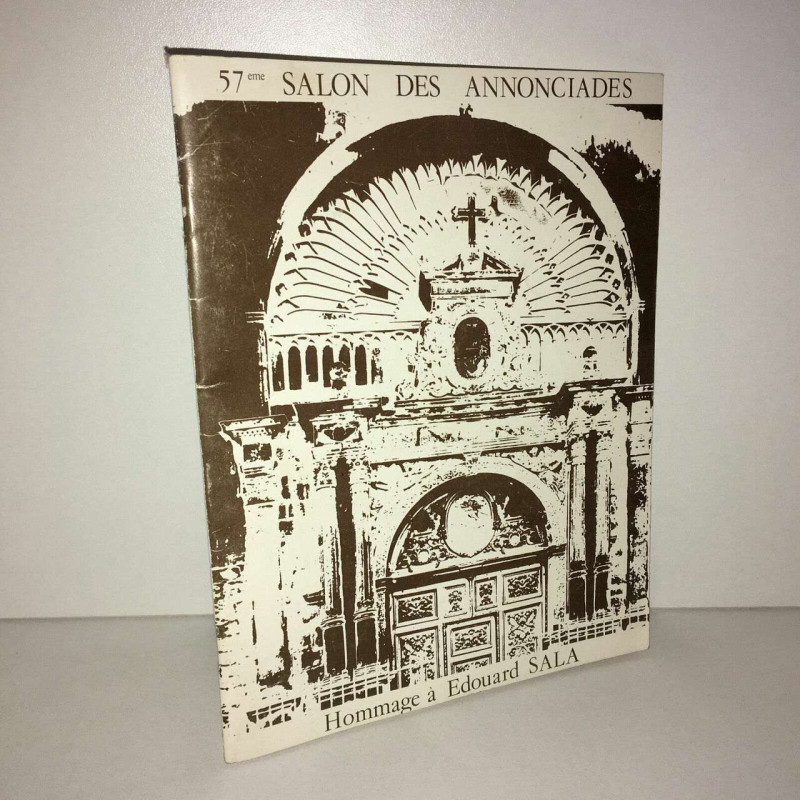 57eme SALON DES ANNONCIADES
Hommage à Edouard SALA